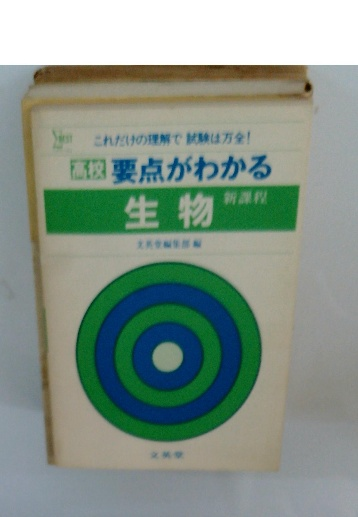 これだけの理解で 試験は万全!
高校 要点がわかる
生物 新課程
文英堂編集部 編
文英堂